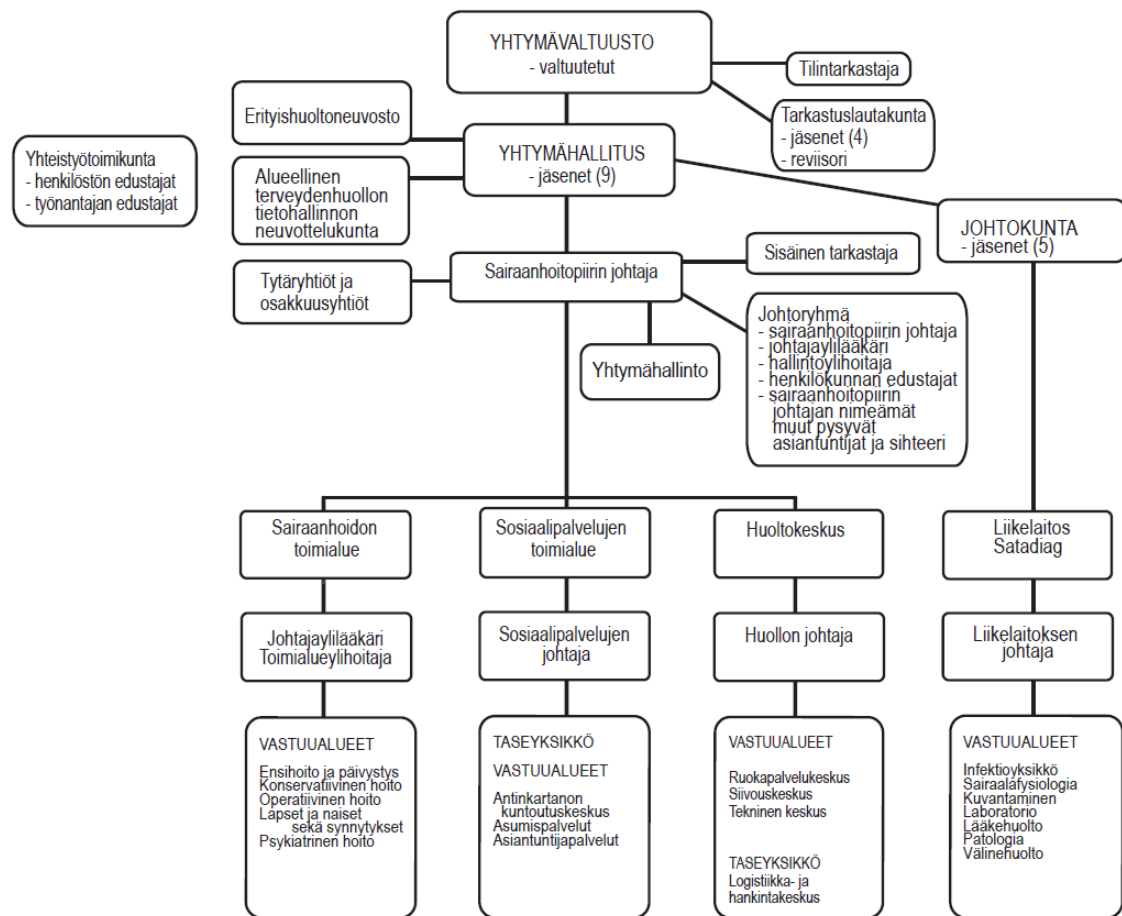 YHTYMÄVALTUUSTO
- valtuutetut
Tilintarkastaja
Tarkastuslautakunta
- jäsenet (4)
- reviisori
Erityishuoltoneuvosto
YHTYMÄHALLITUS
- jäsenet (9)
Yhteistyötoimikunta
- henkilöstön edustajat
- työnantajan edustajat
Alueellinen
terveydenhuollon
tietohallinnon
neuvottelukunta
JOHTOKUNTA
- jäsenet (5)
Sisäinen tarkastaja
Sairaanhoitopiirin johtaja
Tytäryhtiöt ja
osakkuusyhtiöt
Johtoryhmä
- sairaanhoitopiirin johtaja
- johtajaylilääkäri
- hallintoylihoitaja
- henkilökunnan edustajat
- sairaanhoitopiirin
johtajan nimeämät
muut pysyvät
asiantuntijat ja sihteeri
Yhtymähallinto
Sairaanhoidon
toimialue
Sosiaalipalvelujen
toimialue
Huoltokeskus
Liikelaitos
Satadiag
Johtajaylilääkäri
Toimialueylihoitaja
Sosiaalipalvelujen
johtaja
Huollon johtaja
Liikelaitoksen
johtaja
VASTUUALUEET
Ensihoito ja päivystys
Konservatiivinen hoito
Operatiivinen hoito
Lapset ja naiset
sekä synnytykset
Psykiatrinen hoito
TASEYKSIKKÖ
VASTUUALUEET
Antinkartanon
kuntoutuskeskus
Asumispalvelut
Asiantuntijapalvelut
VASTUUALUEET
Ruokapalvelukeskus
Siivouskeskus
Tekninen keskus
TASEYKSIKKÖ
Logistiikka- ja
hankintakeskus
VASTUUALUEET
Infektioyksikkö
Sairaalafysiologia
Kuvantaminen
Laboratorio
Lääkehuolto
Patologia
Välinehuolto